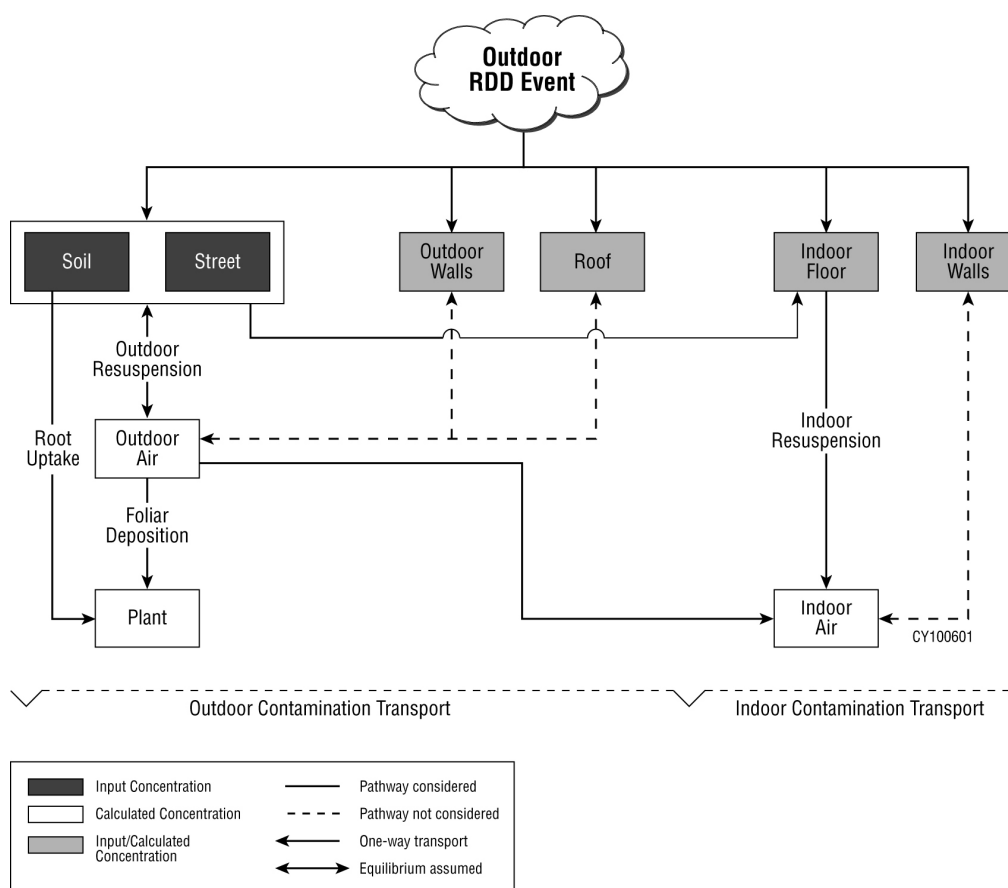 Outdoor
RDD Event
Soil
Street
Outdoor
Walls
Roof
Indoor
Floor
Indoor
Walls
Outdoor
Resuspension
Root
Uptake
Outdoor
Air
Indoor
Resuspension
Foliar
Deposition
Plant
Indoor
Air
CY100601
Outdoor Contamination Transport
Indoor Contamination Transport
Input Concentration
Calculated Concentration
Input/Calculated
Concentration
Pathway considered
Pathway not considered
One-way transport
Equilibrium assumed